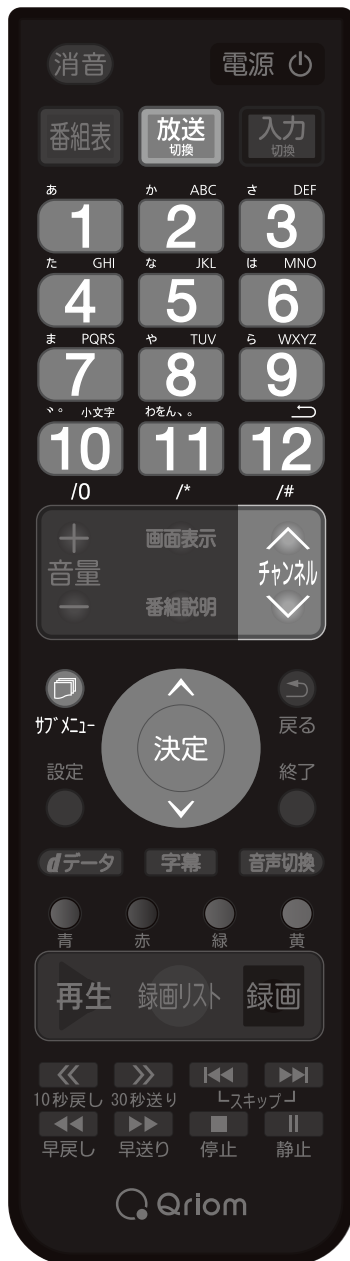 消音 電源
番組表 放送切換 入力切換
あ か ABC さ DEF
1 2 3
た GHI な JKL は MNO
4 5 6
ま PQRS や TUV ら WXYZ
7 8 9
゛゜ 小文字 わをん、。
10 11 12
/0 /* /#
+ 画面表示
音量 チャンネル
- 番組説明
サブメニュー 決定 戻る
設定 終了
dデータ 字幕 音声切換
青 赤 緑 黄
再生 録画リスト 録画
10秒戻し 30秒送り スキップ
早戻し 早送り 停止 静止
Qriom